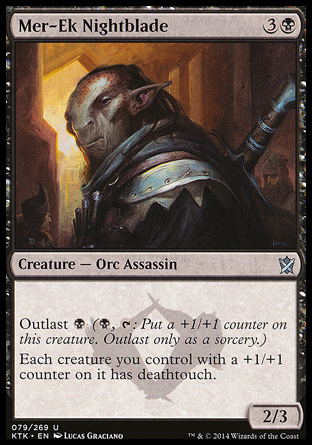 Mer-Ek Nightblade 3
Creature — Orc Assassin
Outlast (, : Put a +1/+1 counter on
this creature. Outlast only as a sorcery.)
Each creature you control with a +1/+1
counter on it has deathtouch.
2/3
079/269 U
KTK • EN Lucas Graciano
™ & © 2014 Wizards of the Coast